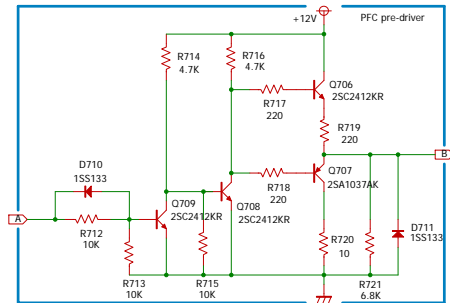 +12V
PFC pre-driver
R714
4.7K
R716
4.7K
Q706
2SC2412KR
R717
220
R719
220
B
D710
1SS133
R718
220
Q707
2SA1037AK
Q709
2SC2412KR
Q708
2SC2412KR
A
R712
10K
D711
1SS133
R720
10
R713
10K
R715
10K
R721
6.8K